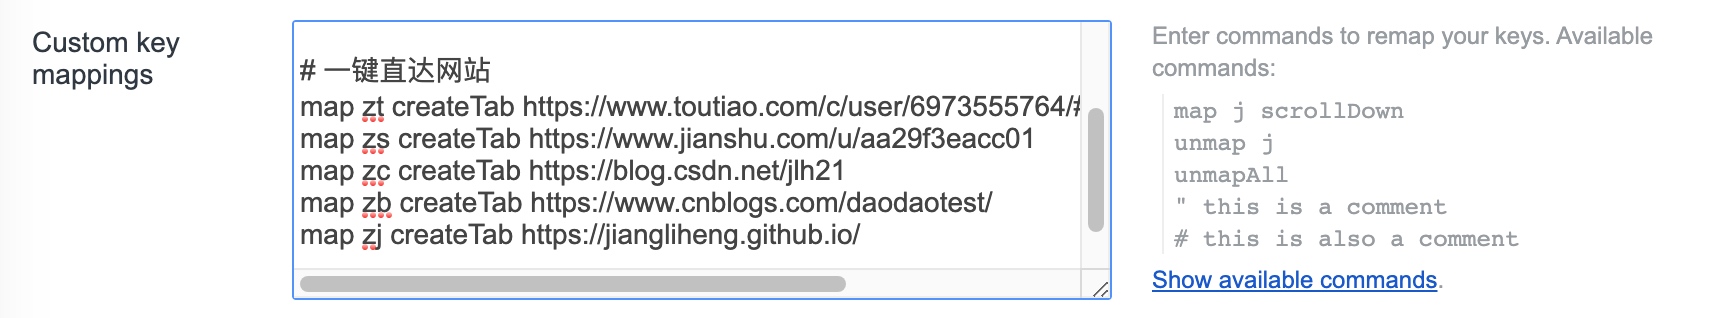 Custom key
mappings
# 一键直达网站
map zt createTab https://www.toutiao.com/c/user/6973555764/#
map zs createTab https://www.jianshu.com/u/aa29f3eacc01
map zc createTab https://blog.csdn.net/jlh21
map zb createTab https://www.cnblogs.com/daodaotest/
map zj createTab https://jiangliheng.github.io/
Enter commands to remap your keys. Available
commands:
map j scrollDown
unmap j
unmapAll
" this is a comment
# this is also a comment
Show available commands.